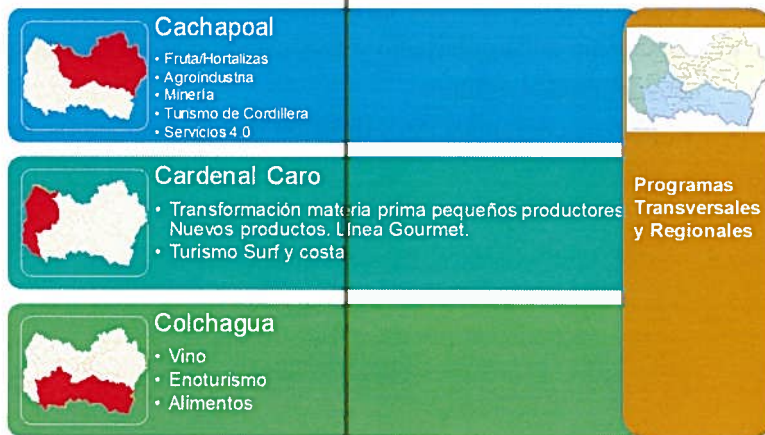 Cachapoal
• Fruta/Hortalizas
• Agroindustria
• Minería
• Turismo de Cordillera
• Servicios 4.0
Cardenal Caro
• Transformación materia prima pequeños productores
Nuevos productos. Línea Gourmet.
• Turismo Surf y costa
Colchagua
• Vino
• Enoturismo
• Alimentos
Programas
Transversales
y Regionales